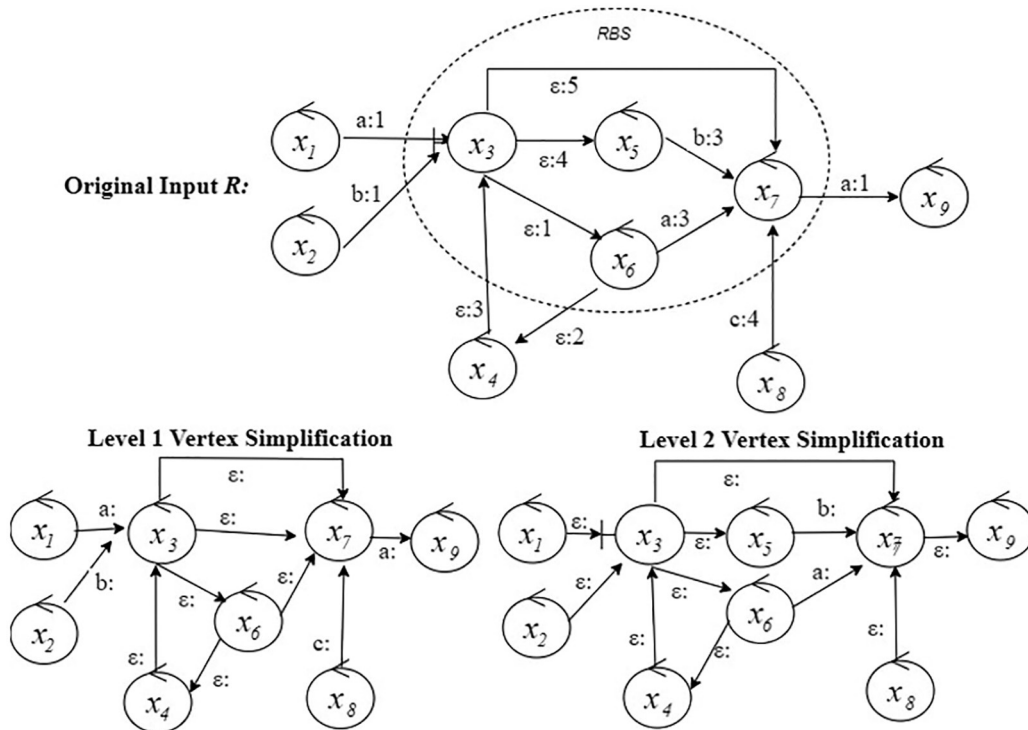 RBS
ε:5
a:1
x1
x3
ε:4
x5
b:3
Original Input R:
b:1
x7
a:1
x9
x2
ε:1
a:3
x6
ε:3
ε:2
c:4
x4
x8
Level 1 Vertex Simplification
ε:
a:
x1
x3
ε:
x7
a:
x9
b:
x2
ε:
x6
ε:
ε:
ε:
c:
x4
x8
Level 2 Vertex Simplification
ε:
x1
ε:
x3
ε:
x5
b:
x7
ε:
x9
x2
ε:
ε:
x6
a:
ε:
ε:
ε:
x4
x8